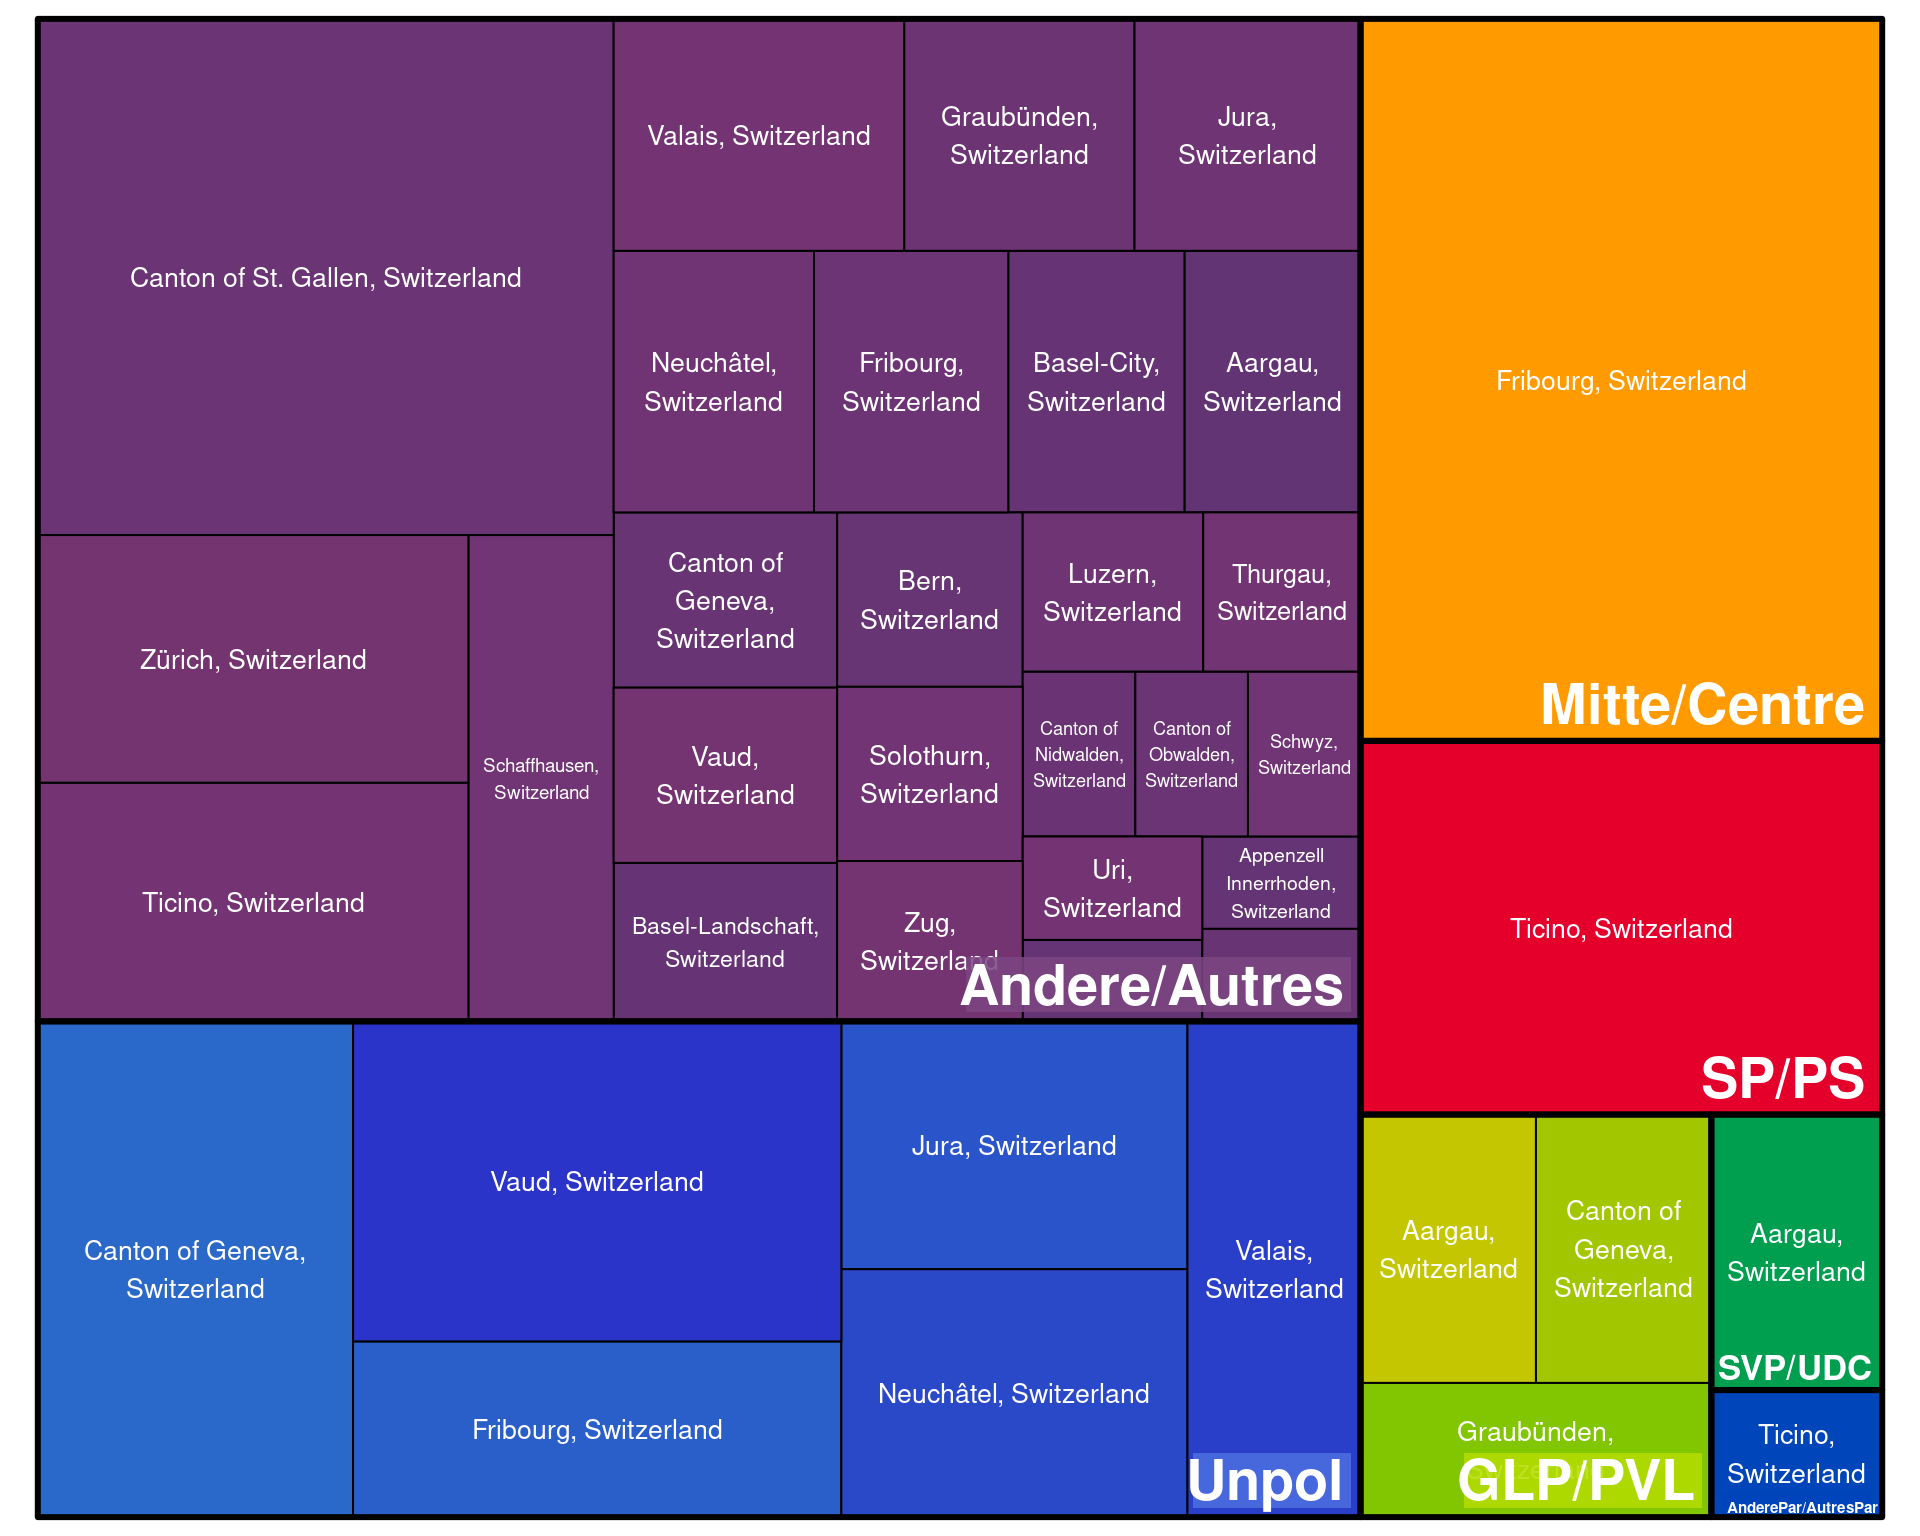 Canton of St. Gallen, Switzerland
Valais, Switzerland
Graubünden,
Switzerland
Jura,
Switzerland
Neuchâtel,
Switzerland
Fribourg,
Switzerland
Basel-City,
Switzerland
Aargau,
Switzerland
Zürich, Switzerland
Ticino, Switzerland
Schaffhausen,
Switzerland
Canton of
Geneva,
Switzerland
Bern,
Switzerland
Luzern,
Switzerland
Thurgau,
Switzerland
Vaud,
Switzerland
Solothurn,
Switzerland
Canton of
Nidwalden,
Switzerland
Canton of
Obwalden,
Switzerland
Schwyz,
Switzerland
Uri,
Switzerland
Appenzell
Innerrhoden,
Switzerland
Basel-Landschaft,
Switzerland
Zug,
Switzerland
Andere/Autres
Fribourg, Switzerland
Mitte/Centre
Ticino, Switzerland
SP/PS
Canton of Geneva,
Switzerland
Vaud, Switzerland
Fribourg, Switzerland
Jura, Switzerland
Neuchâtel, Switzerland
Valais,
Switzerland
Unpol
Aargau,
Switzerland
Canton of
Geneva,
Switzerland
Graubünden,
GLP/PVL
Aargau,
Switzerland
SVP/UDC
Ticino,
Switzerland
AnderePar/AutresPar